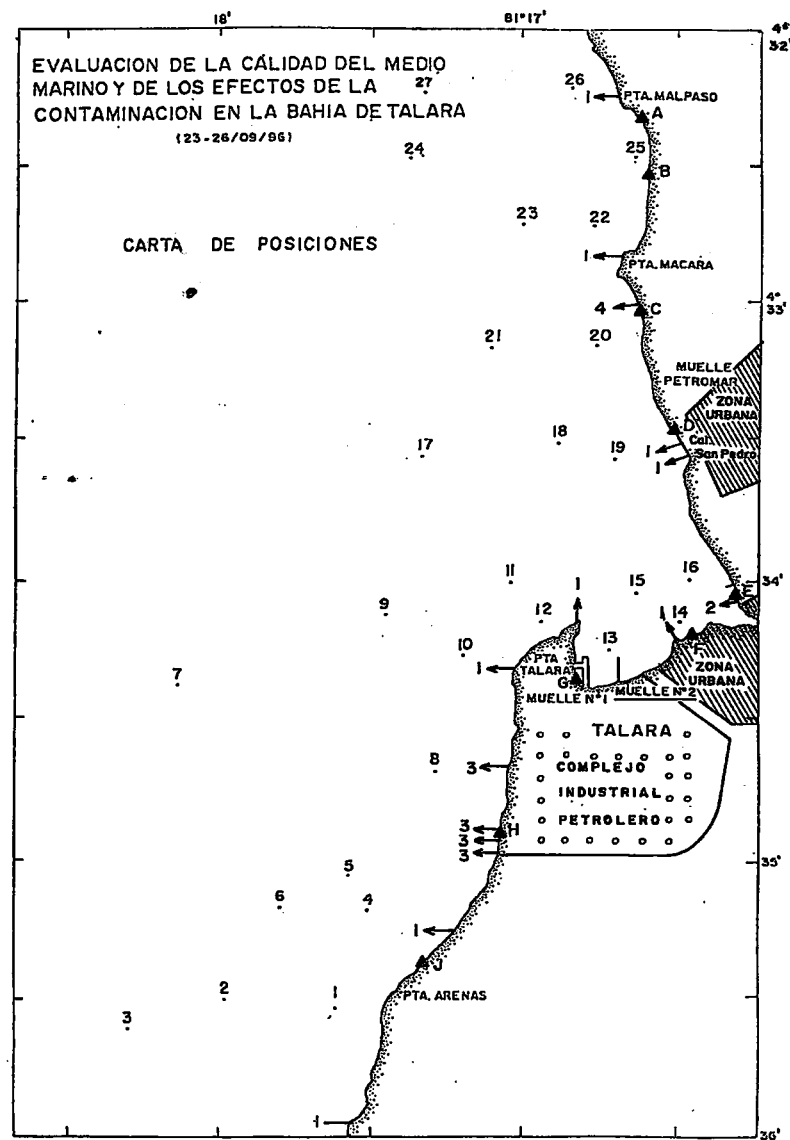 18'
81°17'
4°
32'
EVALUACION DE LA CALIDAD DEL MEDIO
MARINO Y DE LOS EFECTOS DE LA
CONTAMINACION EN LA BAHIA DE TALARA
(23-26/09/96)
27
26
1
PTA. MALPASO
A
24
25
B
23
22
CARTA DE POSICIONES
1
PTA. MACARA
4°
33'
4
C
21
20
MUELLE
PETROMAR
ZONA
URBANA
D
17
18
19
1
Cal.
San Pedro
1
11
1
15
16
34'
E
2
9
12
1
14
13
F
10
1
PTA
TALARA
ZONA
URBANA
7
G
MUELLE Nº1
MUELLE Nº2
TALARA
8
3
COMPLEJO
INDUSTRIAL
PETROLERO
3
H
3
3
35'
5
6
4
1
J
2
1
PTA. ARENAS
3
1
36'